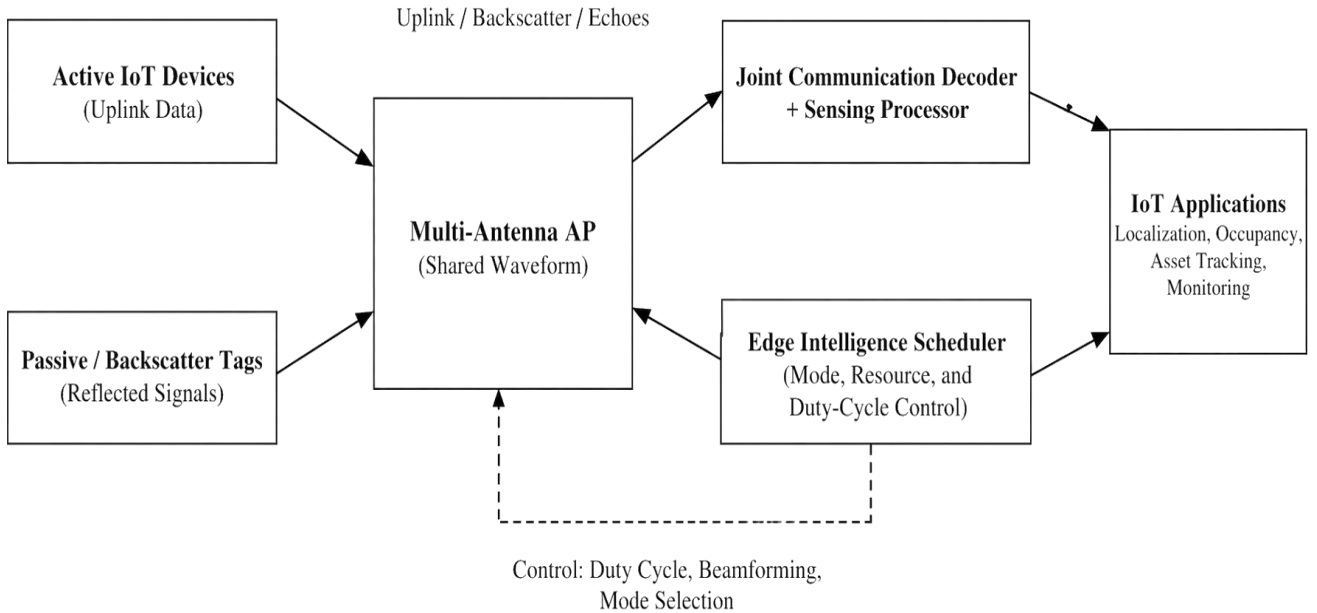 Uplink / Backscatter / Echoes
Active IoT Devices
(Uplink Data)
Joint Communication Decoder
+ Sensing Processor
Multi-Antenna AP
(Shared Waveform)
IoT Applications
Localization, Occupancy,
Asset Tracking,
Monitoring
Passive / Backscatter Tags
(Reflected Signals)
Edge Intelligence Scheduler
(Mode, Resource, and
Duty-Cycle Control)
Control: Duty Cycle, Beamforming,
Mode Selection